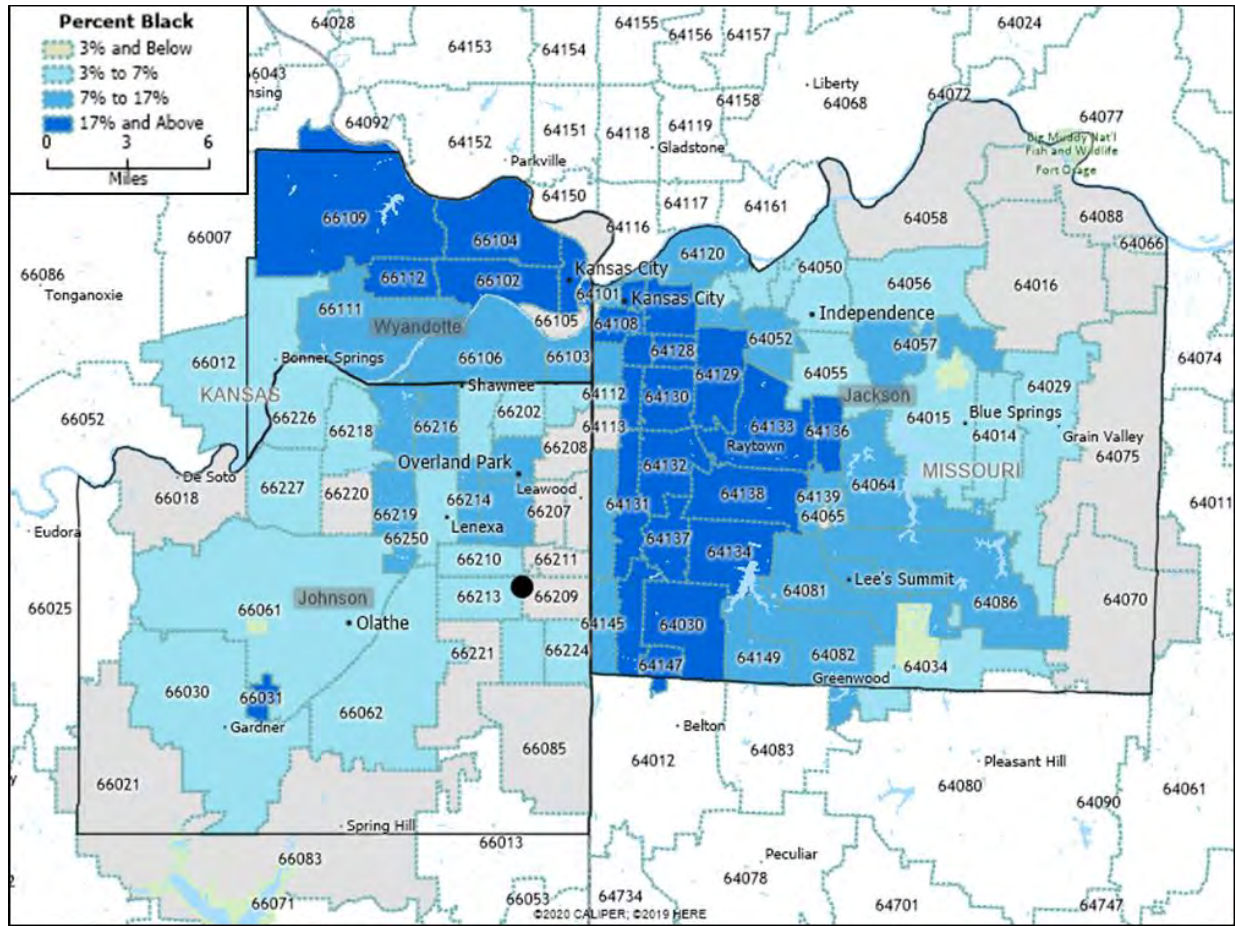 Percent Black
3% and Below
3% to 7%
7% to 17%
17% and Above
0 3 6
Miles
64028
64155
64156
64157
64024
64153
64154
66043
nsing
Liberty
64068
64072
64158
64077
64092
64152
64151
64118
64119
Gladstone
Big Muddy Nat'l
Fish and Wildlife
Fort Osage
Parkville
64150
64117
64161
66109
64116
64058
64088
66007
66104
64120
64066
66086
Tonganoxie
66112
66102
Kansas City
64050
64056
64016
64101
Kansas City
66111
66105
Independence
64108
Wyandotte
64052
64057
66106
66103
64128
64074
66012
Bonner Springs
64129
64055
KANSAS
Shawnee
64112
64130
Jackson
64029
66052
66226
66202
64015
Blue Springs
66218
66216
64113
64133
64136
64014
Raytown
Grain Valley
66208
64075
Overland Park
64132
MISSOURI
De Soto
66018
66227
66220
66214
Leawood
64138
64139
64064
64131
66207
64065
64011
66219
Lenexa
Eudora
66250
64137
64134
66210
66211
66025
66061
Johnson
66213
66209
64081
Lee's Summit
64086
64070
Olathe
64145
64030
66221
66224
64149
64082
64034
66030
66031
64147
Greenwood
66062
Gardner
Belton
66085
64012
64083
Pleasant Hill
66021
64080
64061
64090
Spring Hill
66013
66083
Peculiar
64078
66071
66053
64734
64701
64747
©2020 CALIPER; ©2019 HERE